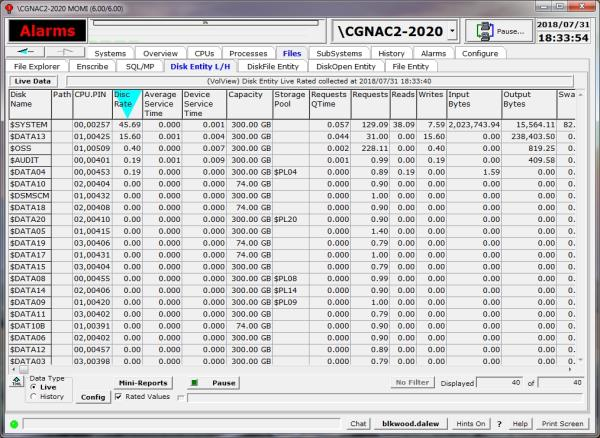 \CGNAC2-2020 MOMI (6.00/6.00)
Alarms
0%
\CGNAC2-2020
Pause...
2018/07/31
18:33:54
Systems Overview CPUs Processes Files SubSystems History Alarms Configure
File Explorer Enscribe SQL/MP Disk Entity L/H DiskFile Entity DiskOpen Entity File Entity
Live Data (VolView) Disk Entity Live Rated collected at 2018/07/31 18:33:40
Disk Name Path CPU.PIN Disc Rate Average Service Time Device Service Time Capacity Storage Pool Requests QTime Requests Reads Writes Input Bytes Output Bytes Swa
$SYSTEM 00,00257 45.69 0.000 0.001 300.00 GB 0.057 129.09 38.09 7.59 2,023,743.94 15,564.11 82.
$DATA13 01,00425 15.60 0.001 0.004 300.00 GB 0.044 31.00 0.00 15.60 0.00 238,403.50 0.
$OSS 01,00509 0.40 0.000 0.007 300.00 GB 0.002 228.11 0.00 0.40 0.00 819.25 0.
$AUDIT 00,00401 0.19 0.001 0.009 300.00 GB 0.001 0.99 0.00 0.19 0.00 409.58 0.
$DATA04 00,00453 0.19 0.000 0.000 300.00 GB $PL04 0.000 0.89 0.19 0.00 1.59 0.00 0.
$DATA10 02,00404 0.00 0.000 0.000 74.00 GB 0.000 0.90 0.00 0.00 0.00 0.00 0.
$DSMSCM 01,00432 0.00 0.000 0.000 300.00 GB 0.000 1.00 0.00 0.00 0.00 0.00 0.
$DATA18 02,00408 0.00 0.000 0.000 74.00 GB 0.000 0.90 0.00 0.00 0.00 0.00 0.
$DATA20 02,00410 0.00 0.000 0.000 300.00 GB $PL20 0.000 0.90 0.00 0.00 0.00 0.00 0.
$DATA05 01,00415 0.00 0.000 0.000 300.00 GB 0.000 1.40 0.00 0.00 0.00 0.00 0.
$DATA19 03,00406 0.00 0.000 0.000 74.00 GB 0.000 0.79 0.00 0.00 0.00 0.00 0.
$DATA17 01,00431 0.00 0.000 0.000 74.00 GB 0.000 1.00 0.00 0.00 0.00 0.00 0.
$DATA15 03,00404 0.00 0.000 0.000 300.00 GB 0.000 0.79 0.00 0.00 0.00 0.00 0.
$DATA08 00,00455 0.00 0.000 0.000 300.00 GB $PL08 0.000 0.99 0.00 0.00 0.00 0.00 0.
$DATA14 02,00406 0.00 0.000 0.000 300.00 GB $PL14 0.000 0.90 0.00 0.00 0.00 0.00 0.
$DATA09 01,00420 0.00 0.000 0.000 300.00 GB $PL09 0.000 1.00 0.00 0.00 0.00 0.00 0.
$DATA11 03,00402 0.00 0.000 0.000 300.00 GB 0.000 0.79 0.00 0.00 0.00 0.00 0.
$DAT10B 01,00391 0.00 0.000 0.000 74.00 GB 0.000 0.90 0.00 0.00 0.00 0.00 0.
$DATA06 02,00402 0.00 0.000 0.000 300.00 GB 0.000 0.90 0.00 0.00 0.00 0.00 0.
$DATA12 00,00457 0.00 0.000 0.000 300.00 GB 0.000 0.89 0.00 0.00 0.00 0.00 0.
$DATA03 03,00398 0.00 0.000 0.000 300.00 GB 0.000 0.79 0.00 0.00 0.00 0.00 0.
Data Type
Live
History
Mini-Reports Pause No Filter Displayed 40 of 40
Config Rated Values
Chat blkwood.dalew Hints On ? Help Print Screen